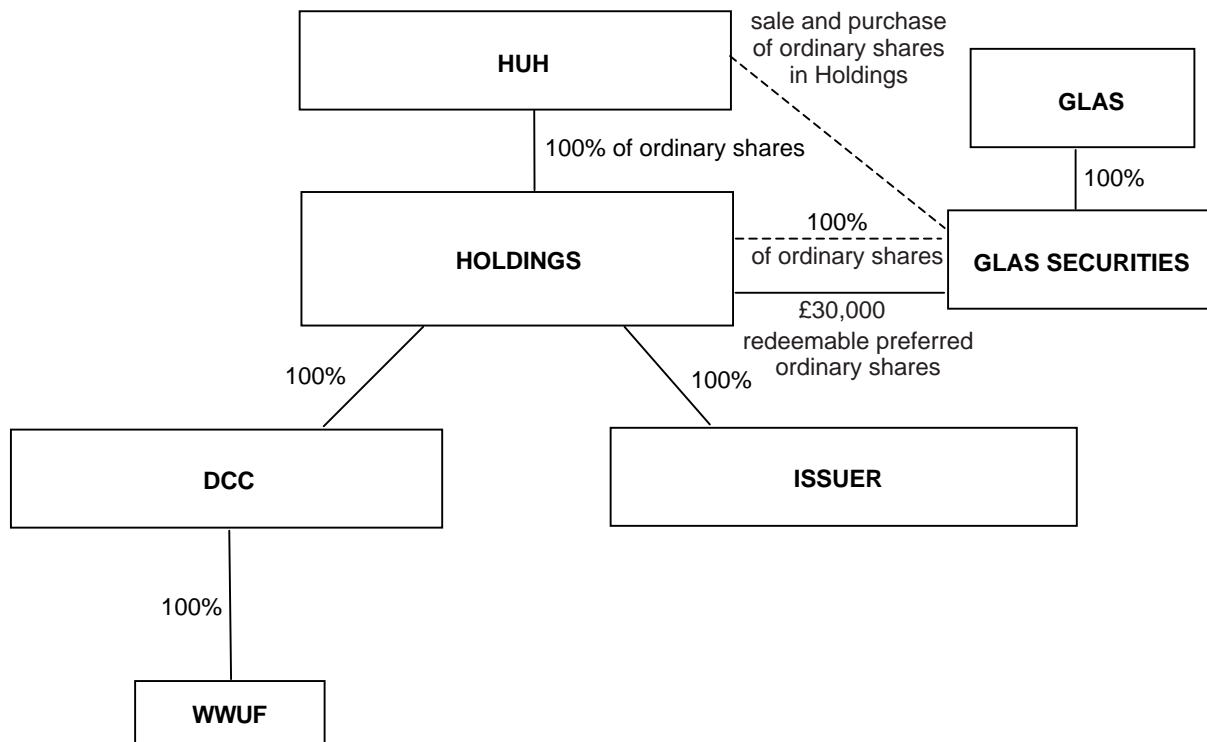 sale and purchase
of ordinary shares
in Holdings
HUH
GLAS
100% of ordinary shares
100%
HOLDINGS
100%
of ordinary shares
GLAS SECURITIES
£30,000
redeemable preferred
ordinary shares
100%
100%
DCC
ISSUER
100%
WWUF